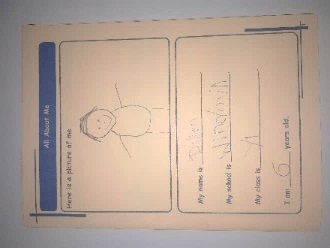 All About Me
Here is a picture of me
My name is
My school is Windmill
My class is A
I am 6 years old.